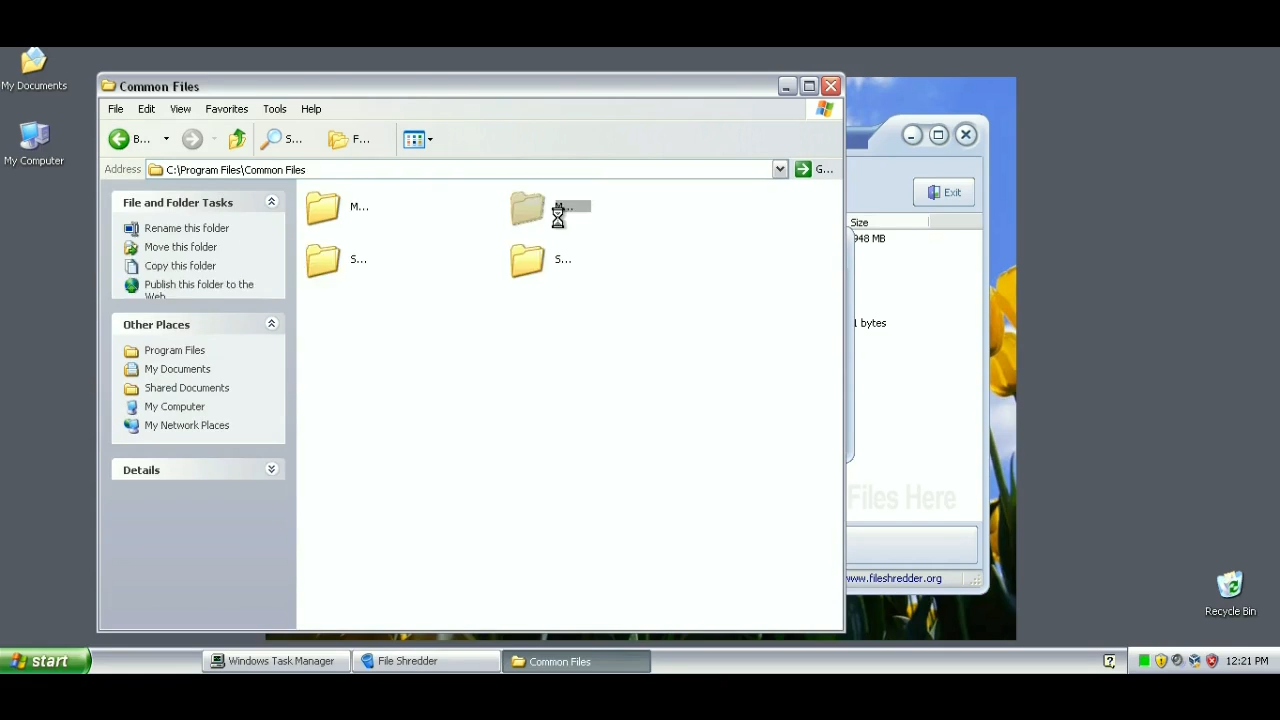 My Documents
My Computer
Common Files
File Edit View Favorites Tools Help
B... S... F...
Address C:\Program Files\Common Files G...
File and Folder Tasks
Rename this folder
Move this folder
Copy this folder
Publish this folder to the
Web
Other Places
Program Files
My Documents
Shared Documents
My Computer
My Network Places
Details
M... M...
S... S...
Exit
Size
948 MB
1 bytes
Files Here
www.fileshredder.org
Recycle Bin
start Windows Task Manager File Shredder Common Files 12:21 PM